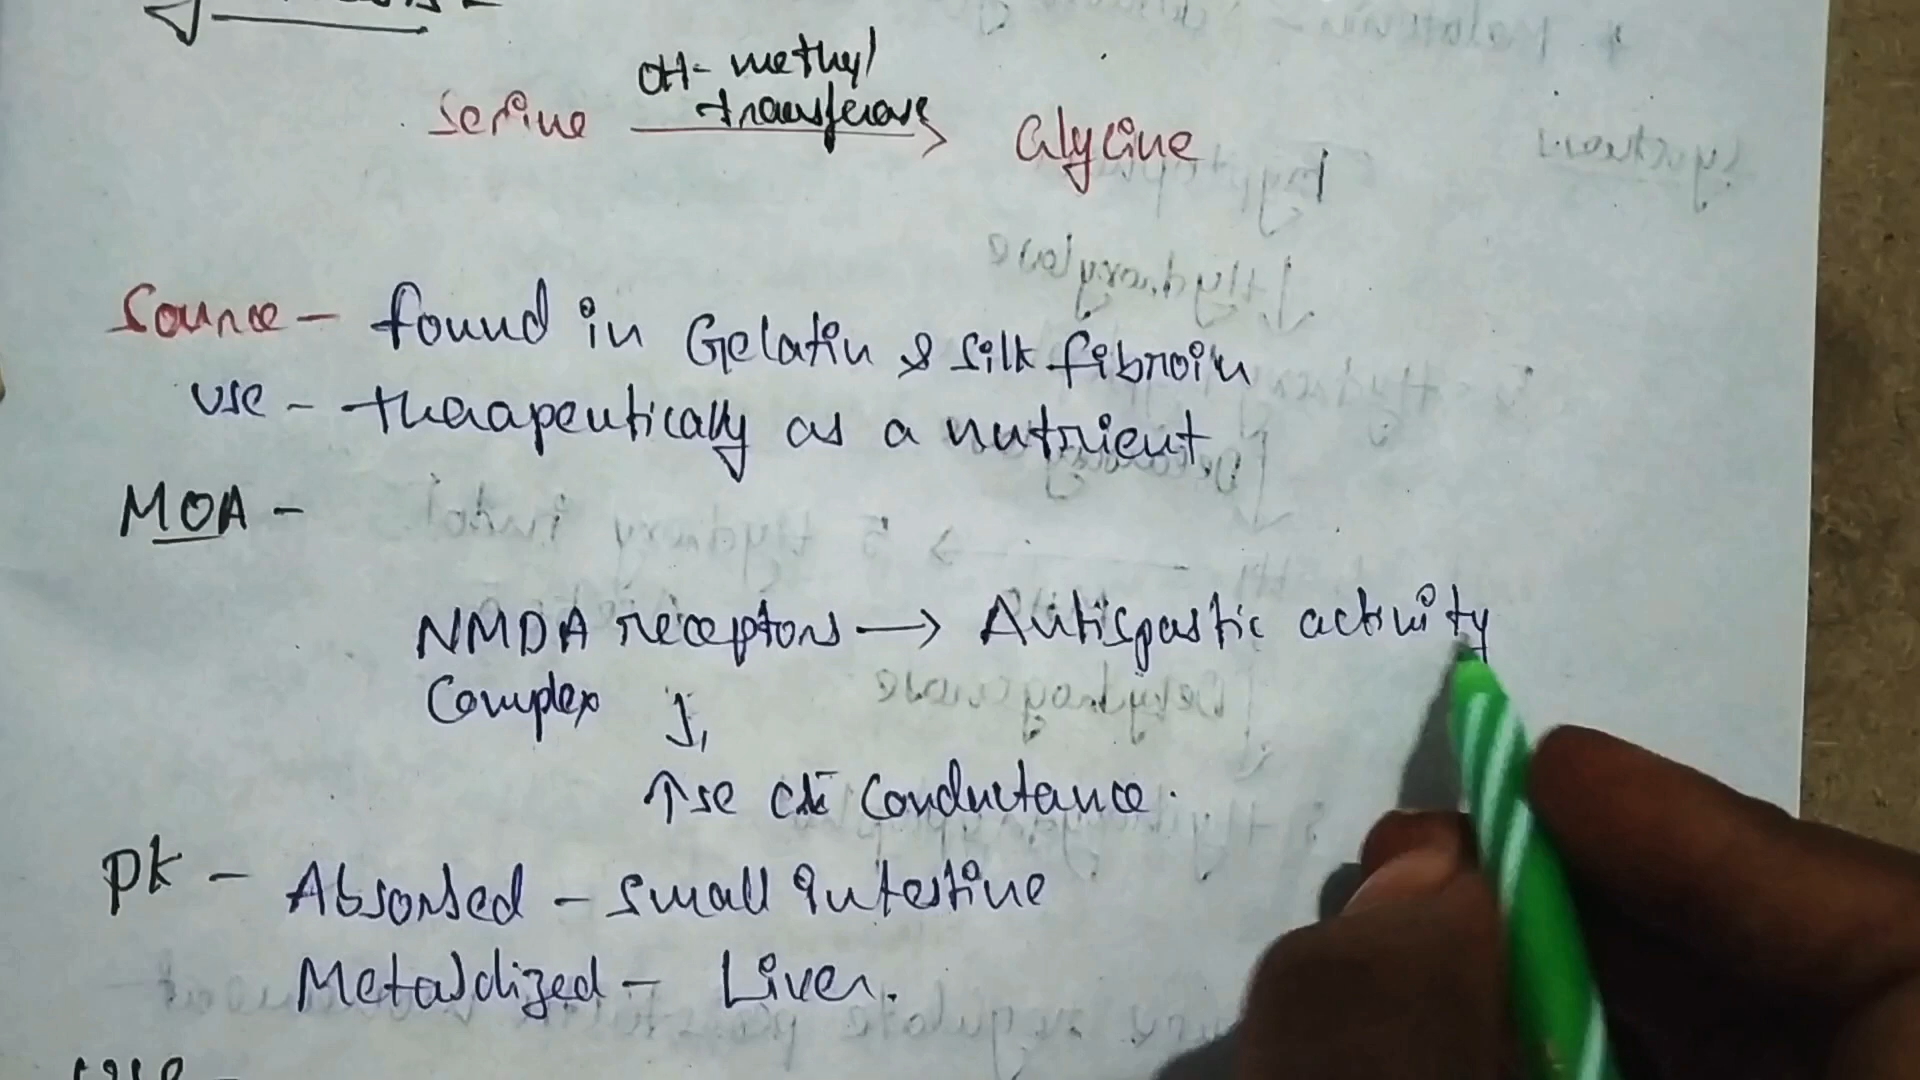 OH- methyl
transferase
Serine → Glycine
Source - found in Gelatin & silk fibroin
use - therapeutically as a nutrient
MOA -
NMDA receptors → Antispastic activity
Complex ↓
↑se Conductance.
PK - Absorbed - small intestine
Metabolized - Liver.